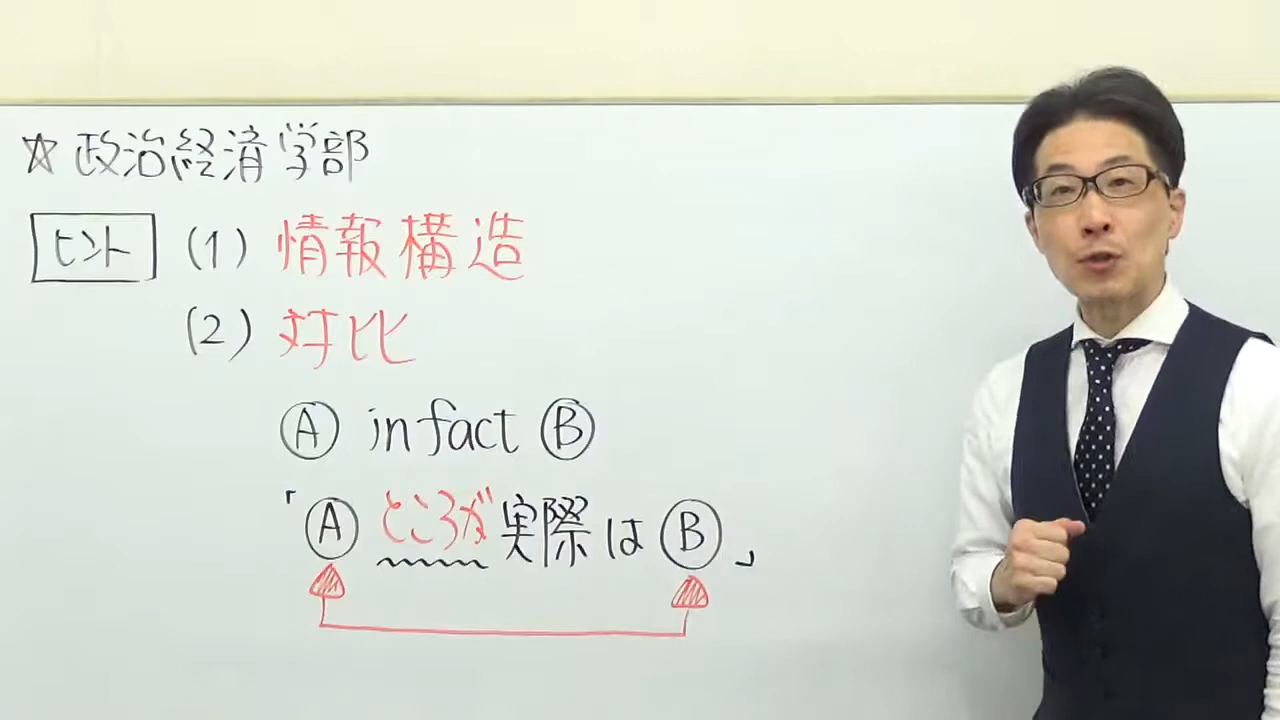 ☆政治経済学部
ヒント (1) 情報構造
(2) 対比
Ⓐ in fact Ⓑ
「Ⓐ ところが実際は Ⓑ」